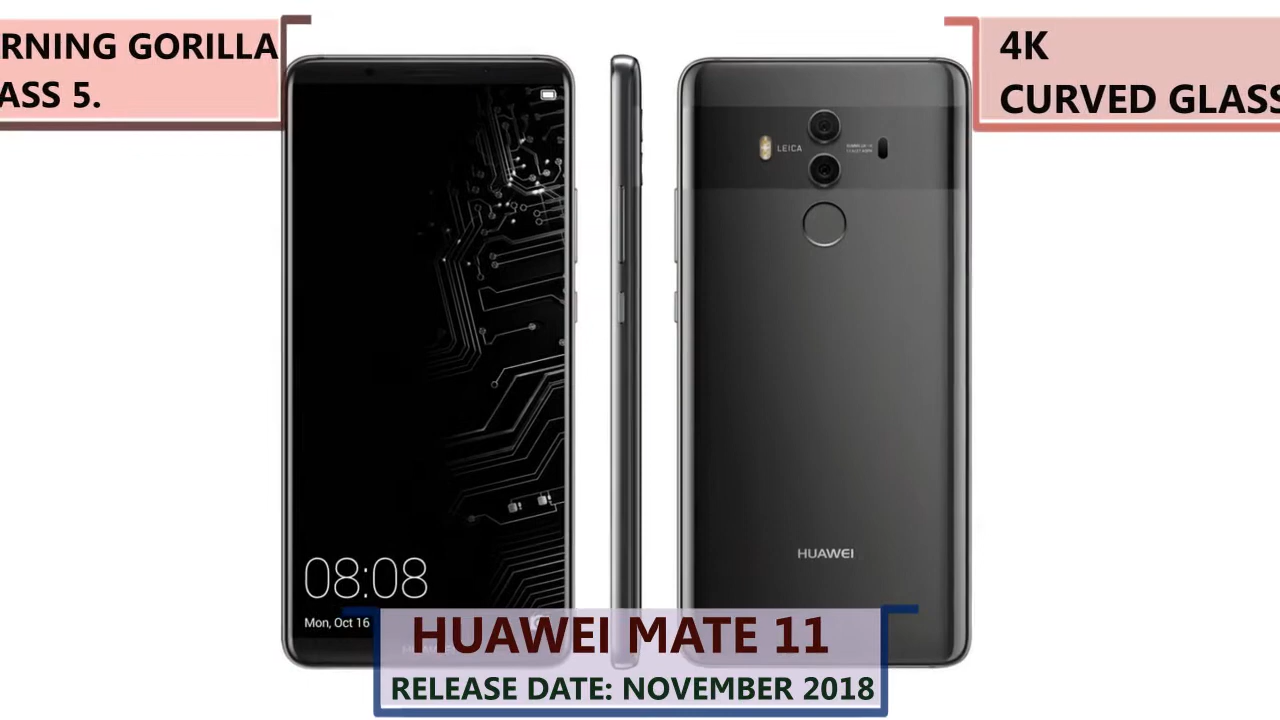 RNING GORILLA
ASS 5.
4K
CURVED GLASS
LEICA
HUAWEI
08:08
Mon, Oct 16
HUAWEI MATE 11
RELEASE DATE: NOVEMBER 2018